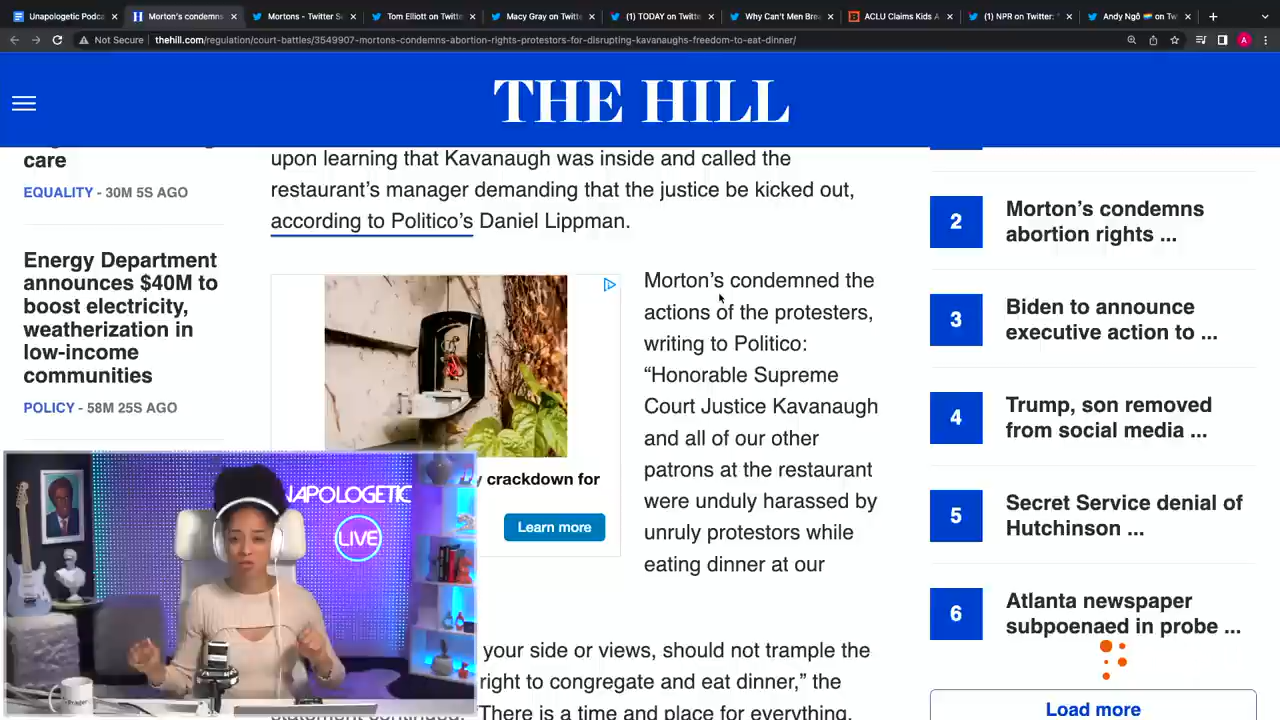 Unapologetic Podca
Morton's condemns
Mortons - Twitter S
Tom Elliott on Twitte
Macy Gray on Twitte
(1) TODAY on Twitte
Why Can't Men Brea
ACLU Claims Kids A
(1) NPR on Twitter: "
Andy Ngô on Tw
Not Secure
thehill.com/regulation/court-battles/3549907-mortons-condemns-abortion-rights-protestors-for-disrupting-kavanaughs-freedom-to-eat-dinner/
A
THE HILL
care
EQUALITY - 30M 5S AGO
Energy Department
announces $40M to
boost electricity,
weatherization in
low-income
communities
POLICY - 58M 25S AGO
upon learning that Kavanaugh was inside and called the
restaurant's manager demanding that the justice be kicked out,
according to Politico's Daniel Lippman.
crackdown for
Learn more
Morton's condemned the
actions of the protesters,
writing to Politico:
“Honorable Supreme
Court Justice Kavanaugh
and all of our other
patrons at the restaurant
were unduly harassed by
unruly protestors while
eating dinner at our
your side or views, should not trample the
right to congregate and eat dinner,” the
statement continued. “There is a time and place for everything.
2
Morton's condemns
abortion rights ...
3
Biden to announce
executive action to ...
4
Trump, son removed
from social media ...
5
Secret Service denial of
Hutchinson ...
6
Atlanta newspaper
subpoenaed in probe ...
Load more
NAPOLOGETIC
LIVE